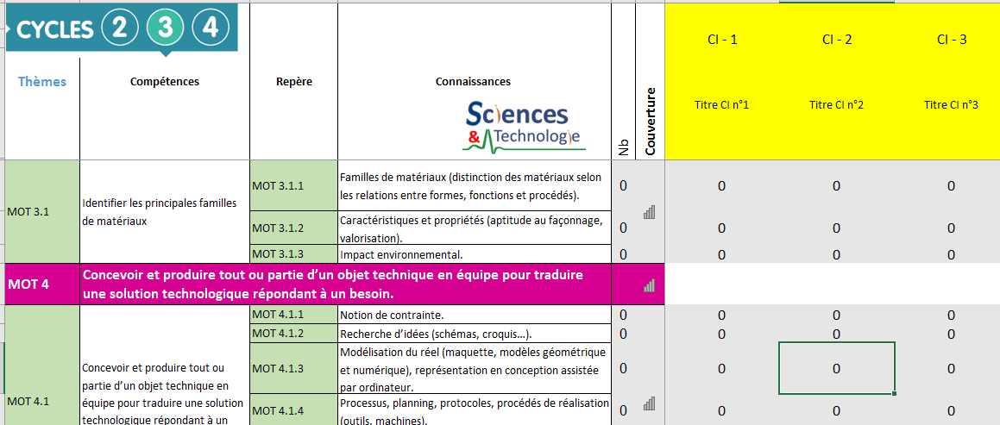 CYCLES 2 3 4
Thèmes
Compétences
Repère
Connaissances
Sciences
& Technologie
Nb
Couverture
CI - 1
CI - 2
CI - 3
Titre CI n°1
Titre CI n°2
Titre CI n°3
MOT 3.1
Identifier les principales familles
de matériaux
MOT 3.1.1
Familles de matériaux (distinction des matériaux selon
les relations entre formes, fonctions et procédés).
0 0 0 0
MOT 3.1.2
Caractéristiques et propriétés (aptitude au façonnage,
valorisation).
0 0 0 0
MOT 3.1.3
Impact environnemental.
0 0 0 0
MOT 4
Concevoir et produire tout ou partie d’un objet technique en équipe pour traduire
une solution technologique répondant à un besoin.
MOT 4.1
Concevoir et produire tout ou
partie d’un objet technique en
équipe pour traduire une solution
technologique répondant à un
MOT 4.1.1
Notion de contrainte.
0 0 0 0
MOT 4.1.2
Recherche d’idées (schémas, croquis…).
0 0 0 0
MOT 4.1.3
Modélisation du réel (maquette, modèles géométrique
et numérique), représentation en conception assistée
par ordinateur.
0 0 0 0
MOT 4.1.4
Processus, planning, protocoles, procédés de réalisation
(outils, machines).
0 0 0 0